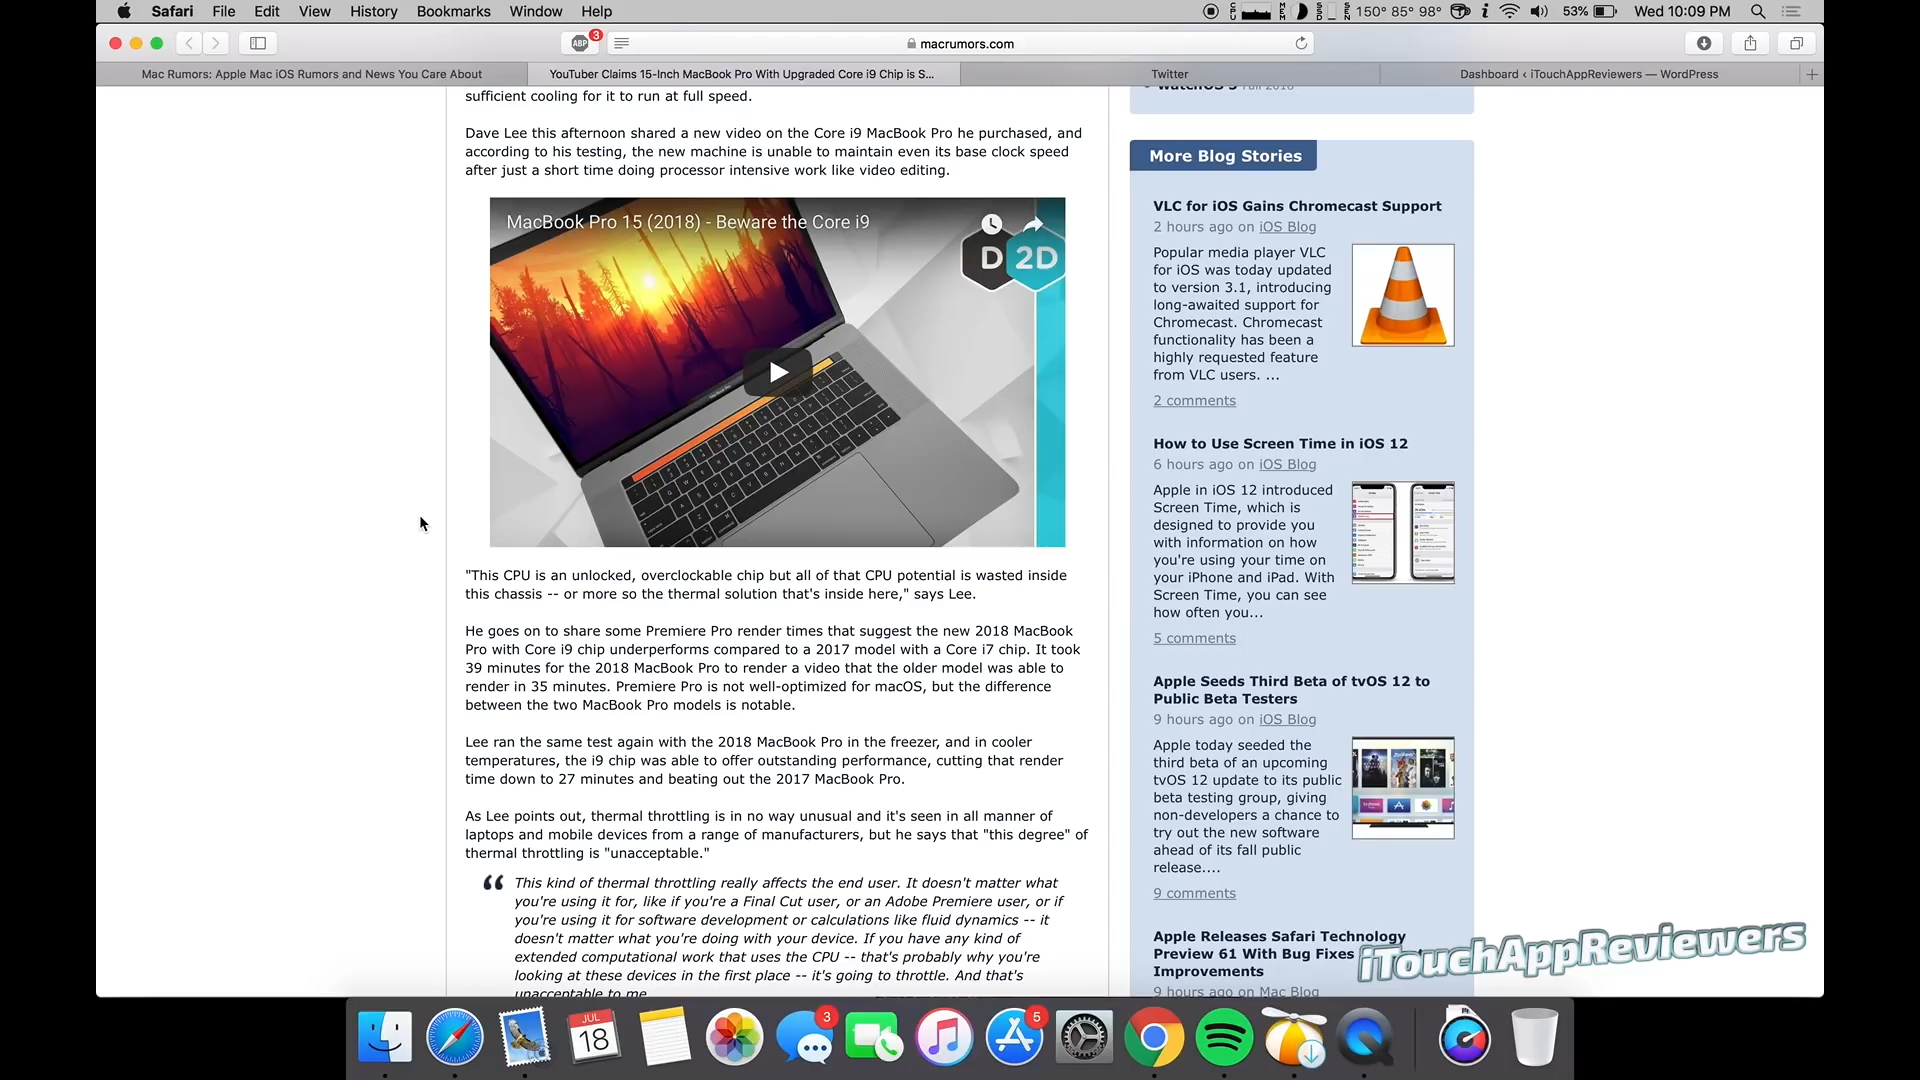 Safari File Edit View History Bookmarks Window Help
150° 85° 98° 53% Wed 10:09 PM
ABP 3 macrumors.com
Mac Rumors: Apple Mac iOS Rumors and News You Care About
YouTuber Claims 15-Inch MacBook Pro With Upgraded Core i9 Chip is S...
Twitter
Dashboard ‹ iTouchAppReviewers — WordPress
sufficient cooling for it to run at full speed.
Dave Lee this afternoon shared a new video on the Core i9 MacBook Pro he purchased, and
according to his testing, the new machine is unable to maintain even its base clock speed
after just a short time doing processor intensive work like video editing.
MacBook Pro 15 (2018) - Beware the Core i9
D 2D
"This CPU is an unlocked, overclockable chip but all of that CPU potential is wasted inside
this chassis -- or more so the thermal solution that's inside here," says Lee.
He goes on to share some Premiere Pro render times that suggest the new 2018 MacBook
Pro with Core i9 chip underperforms compared to a 2017 model with a Core i7 chip. It took
39 minutes for the 2018 MacBook Pro to render a video that the older model was able to
render in 35 minutes. Premiere Pro is not well-optimized for macOS, but the difference
between the two MacBook Pro models is notable.
Lee ran the same test again with the 2018 MacBook Pro in the freezer, and in cooler
temperatures, the i9 chip was able to offer outstanding performance, cutting that render
time down to 27 minutes and beating out the 2017 MacBook Pro.
As Lee points out, thermal throttling is in no way unusual and it's seen in all manner of
laptops and mobile devices from a range of manufacturers, but he says that "this degree" of
thermal throttling is "unacceptable."
This kind of thermal throttling really affects the end user. It doesn't matter what
you're using it for, like if you're a Final Cut user, or an Adobe Premiere user, or if
you're using it for software development or calculations like fluid dynamics -- it
doesn't matter what you're doing with your device. If you have any kind of
extended computational work that uses the CPU -- that's probably why you're
looking at these devices in the first place -- it's going to throttle. And that's
unacceptable to me
watchOS 5 Fall 2018
More Blog Stories
VLC for iOS Gains Chromecast Support
2 hours ago on iOS Blog
Popular media player VLC
for iOS was today updated
to version 3.1, introducing
long-awaited support for
Chromecast. Chromecast
functionality has been a
highly requested feature
from VLC users. ...
2 comments
How to Use Screen Time in iOS 12
6 hours ago on iOS Blog
Apple in iOS 12 introduced
Screen Time, which is
designed to provide you
with information on how
you're using your time on
your iPhone and iPad. With
Screen Time, you can see
how often you...
5 comments
Apple Seeds Third Beta of tvOS 12 to
Public Beta Testers
9 hours ago on iOS Blog
Apple today seeded the
third beta of an upcoming
tvOS 12 update to its public
beta testing group, giving
non-developers a chance to
try out the new software
ahead of its fall public
release....
9 comments
Apple Releases Safari Technology
Preview 61 With Bug Fixes
Improvements
9 hours ago on Mac Blog
iTouchAppReviewers
JUL
18
3
5